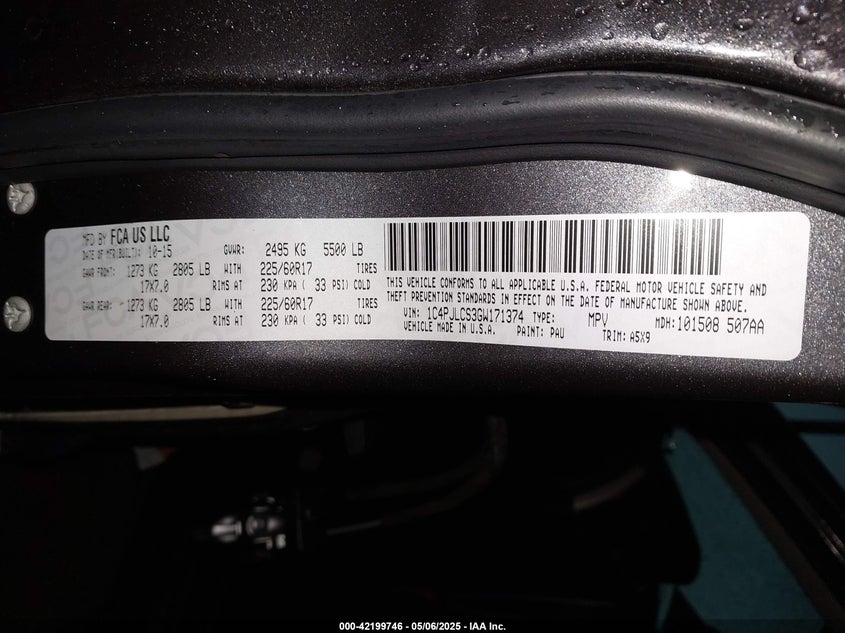 MFD BY FCA US LLC
DATE OF MFR(BUILT): 10-15
GVWR: 2495 KG 5500 LB
GAWR FRONT: 1273 KG 2805 LB WITH 225/60R17 TIRES
17X7.0 RIMS AT 230 KPA ( 33 PSI) COLD
GAWR REAR: 1273 KG 2805 LB WITH 225/60R17 TIRES
17X7.0 RIMS AT 230 KPA ( 33 PSI) COLD
THIS VEHICLE CONFORMS TO ALL APPLICABLE U.S.A. FEDERAL MOTOR VEHICLE SAFETY AND
THEFT PREVENTION STANDARDS IN EFFECT ON THE DATE OF MANUFACTURE SHOWN ABOVE.
VIN: 1C4PJLCS3GW171374 TYPE: MPV MDH: 101508 507AA
VEHICLE MADE IN U.S.A. PAINT: PAU TRIM: A5X9
000-42199746 - 05/06/2025 - IAA Inc.